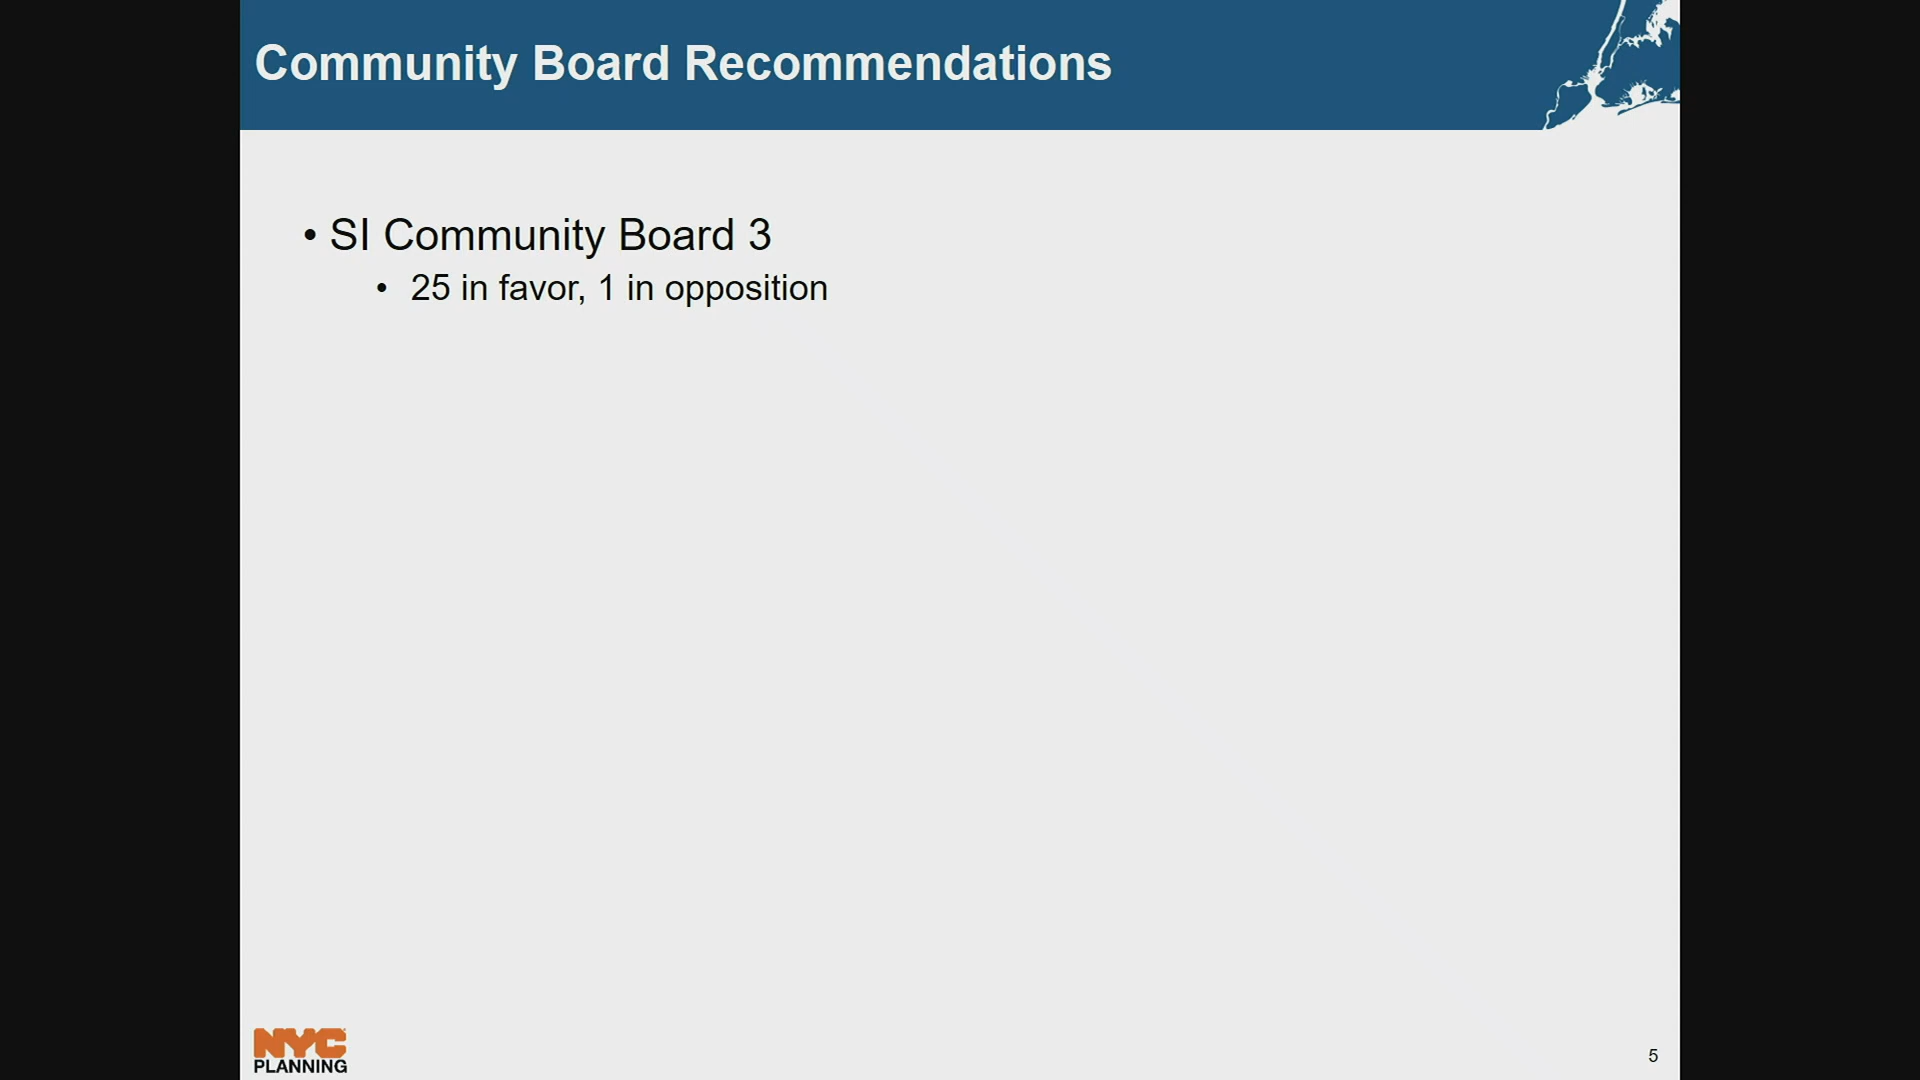 Community Board Recommendations
• SI Community Board 3
• 25 in favor, 1 in opposition
NYC
PLANNING
5